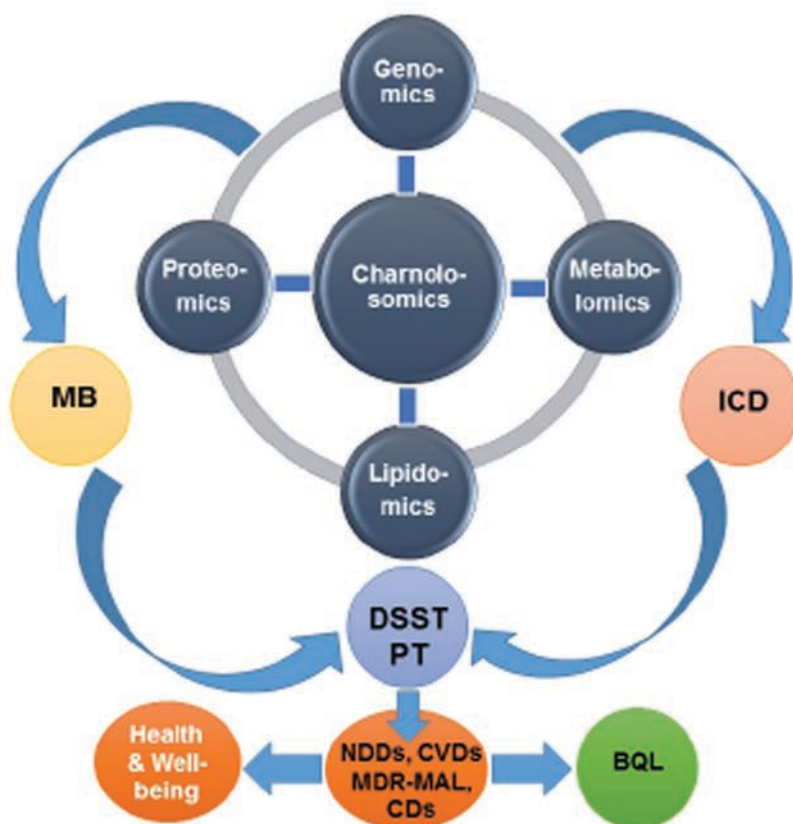 Geno-
mics
Proteo-
mics
Charnolo-
somics
Metabo-
lomics
MB
ICD
Lipido-
mics
DSST
PT
Health
& Well-
being
NDDs, CVDs
MDR-MAL,
CDs
BQL